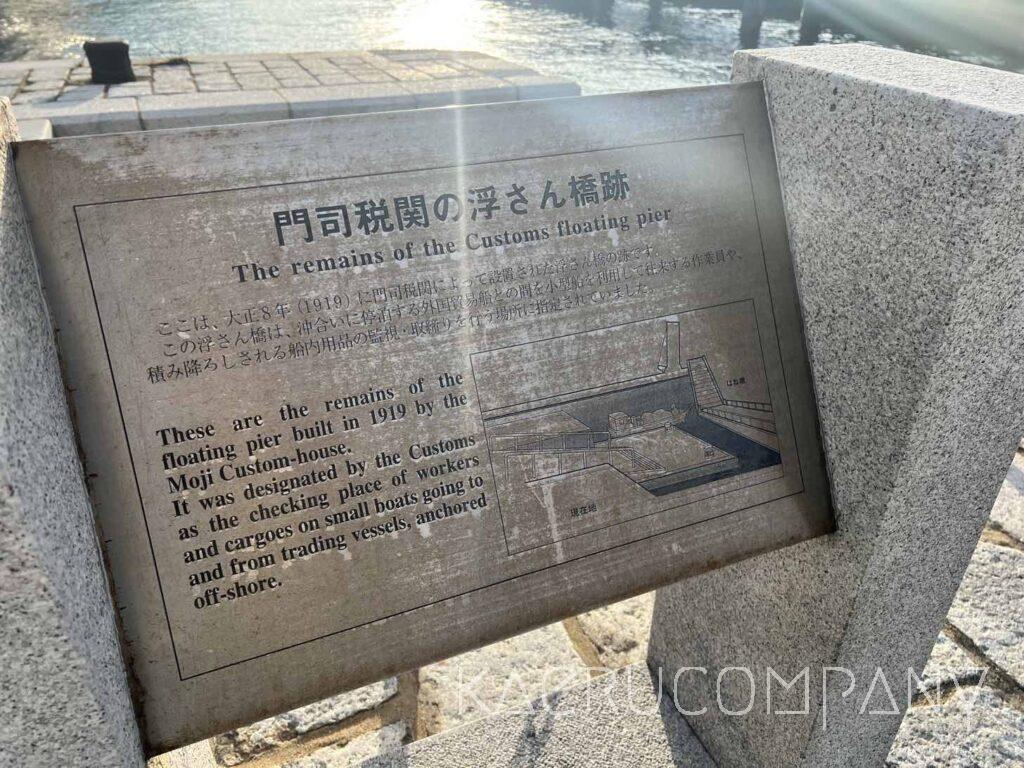 門司税関の浮さん橋跡
The remains of the Customs floating pier
ここは、大正8年（1919）に門司税関によって設置された浮さん橋の跡です。
この浮さん橋は、沖合いに停泊する外国貿易船との間を小型船を利用して往来する作業員や、
積み降ろしされる船内用品の監視・取締りを行う場所に指定されていました。
These are the remains of the
floating pier built in 1919 by the
Moji Custom-house.
It was designated by the Customs
as the checking place of workers
and cargoes on small boats going to
and from trading vessels, anchored
off-shore.
はね橋
現在地
KAERUCOMPANY